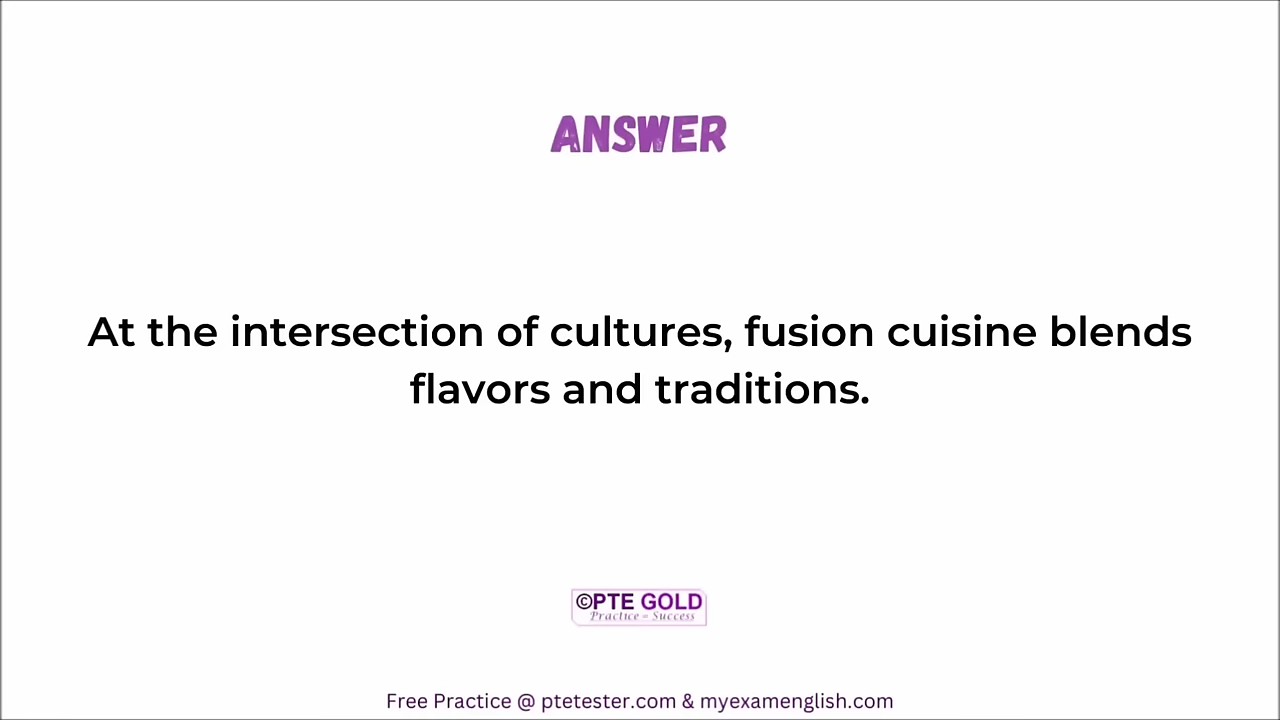 ANSWER
At the intersection of cultures, fusion cuisine blends
flavors and traditions.
©PTE GOLD
Practice = Success
Free Practice @ ptetester.com & myexamenglish.com